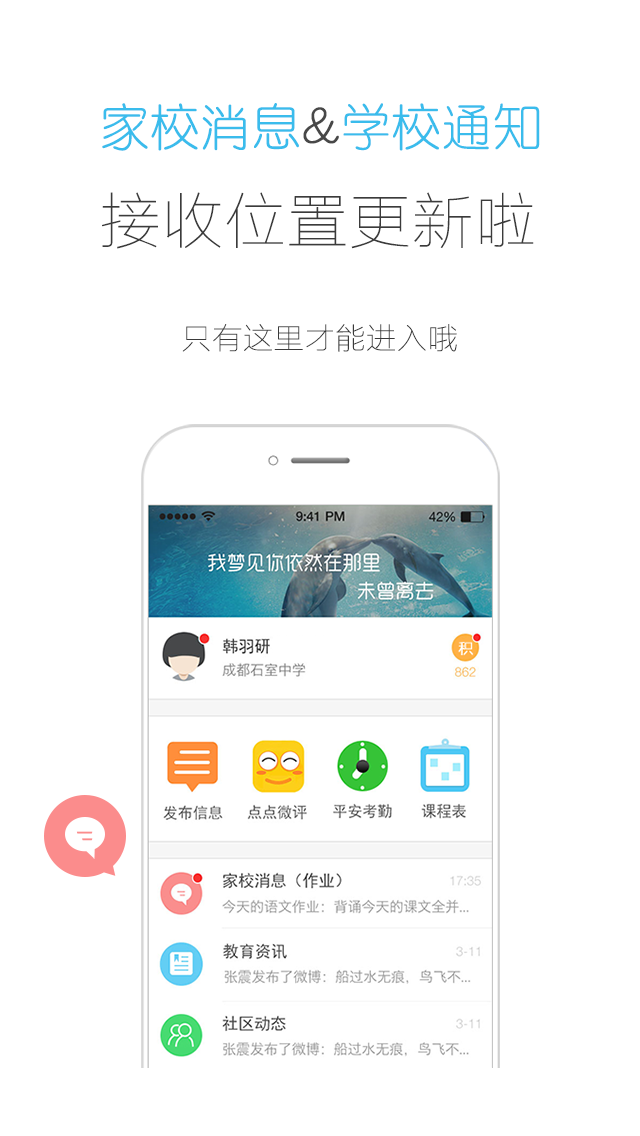 家校消息&学校通知
接收位置更新啦
只有这里才能进入哦
9:41 PM 42%
我梦见你依然在那里
未曾离去
韩羽研
积
成都石室中学
862
发布信息 点点微评 平安考勤 课程表
家校消息（作业） 17:35
今天的语文作业：背诵今天的课文全并...
教育资讯 3-11
张震发布了微博：船过水无痕，鸟飞不...
社区动态 3-11
张震发布了微博：船过水无痕，鸟飞不...